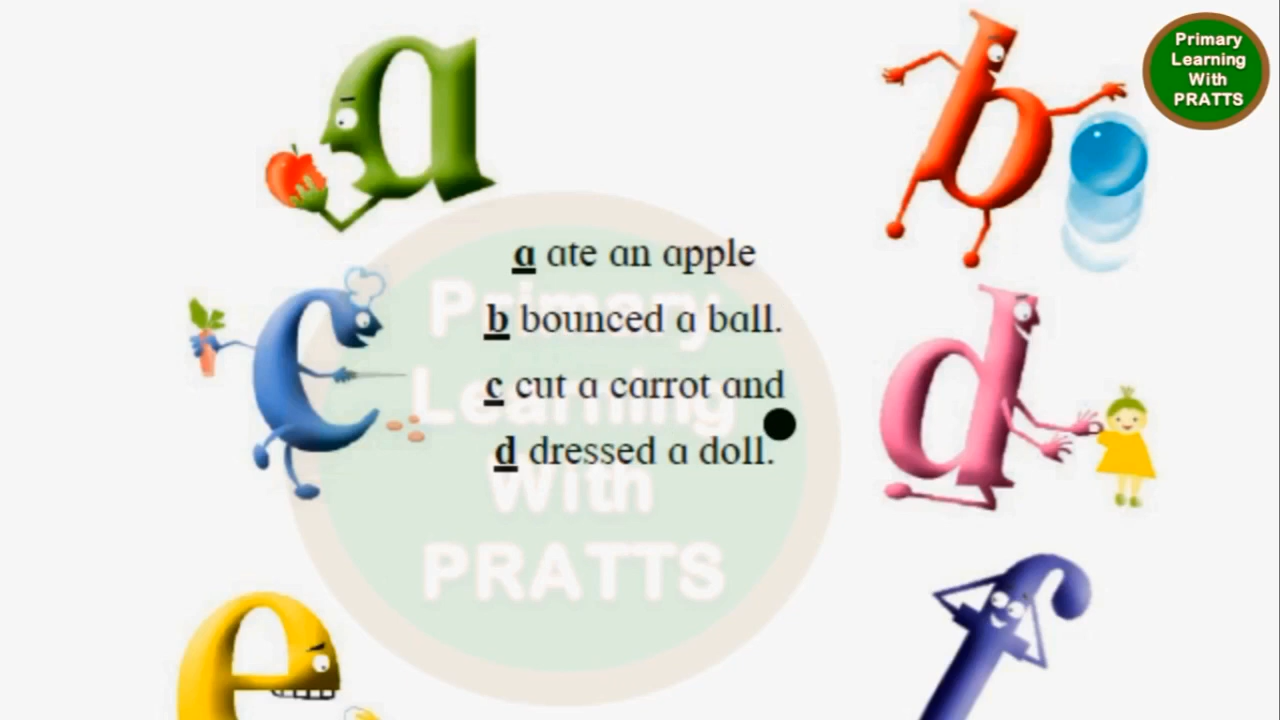 Primary
Learning
With
PRATTS
a ate an apple
b bounced a ball.
c cut a carrot and
d dressed a doll.
Primary
Learning
With
PRATTS
a
b
c
d
e
f